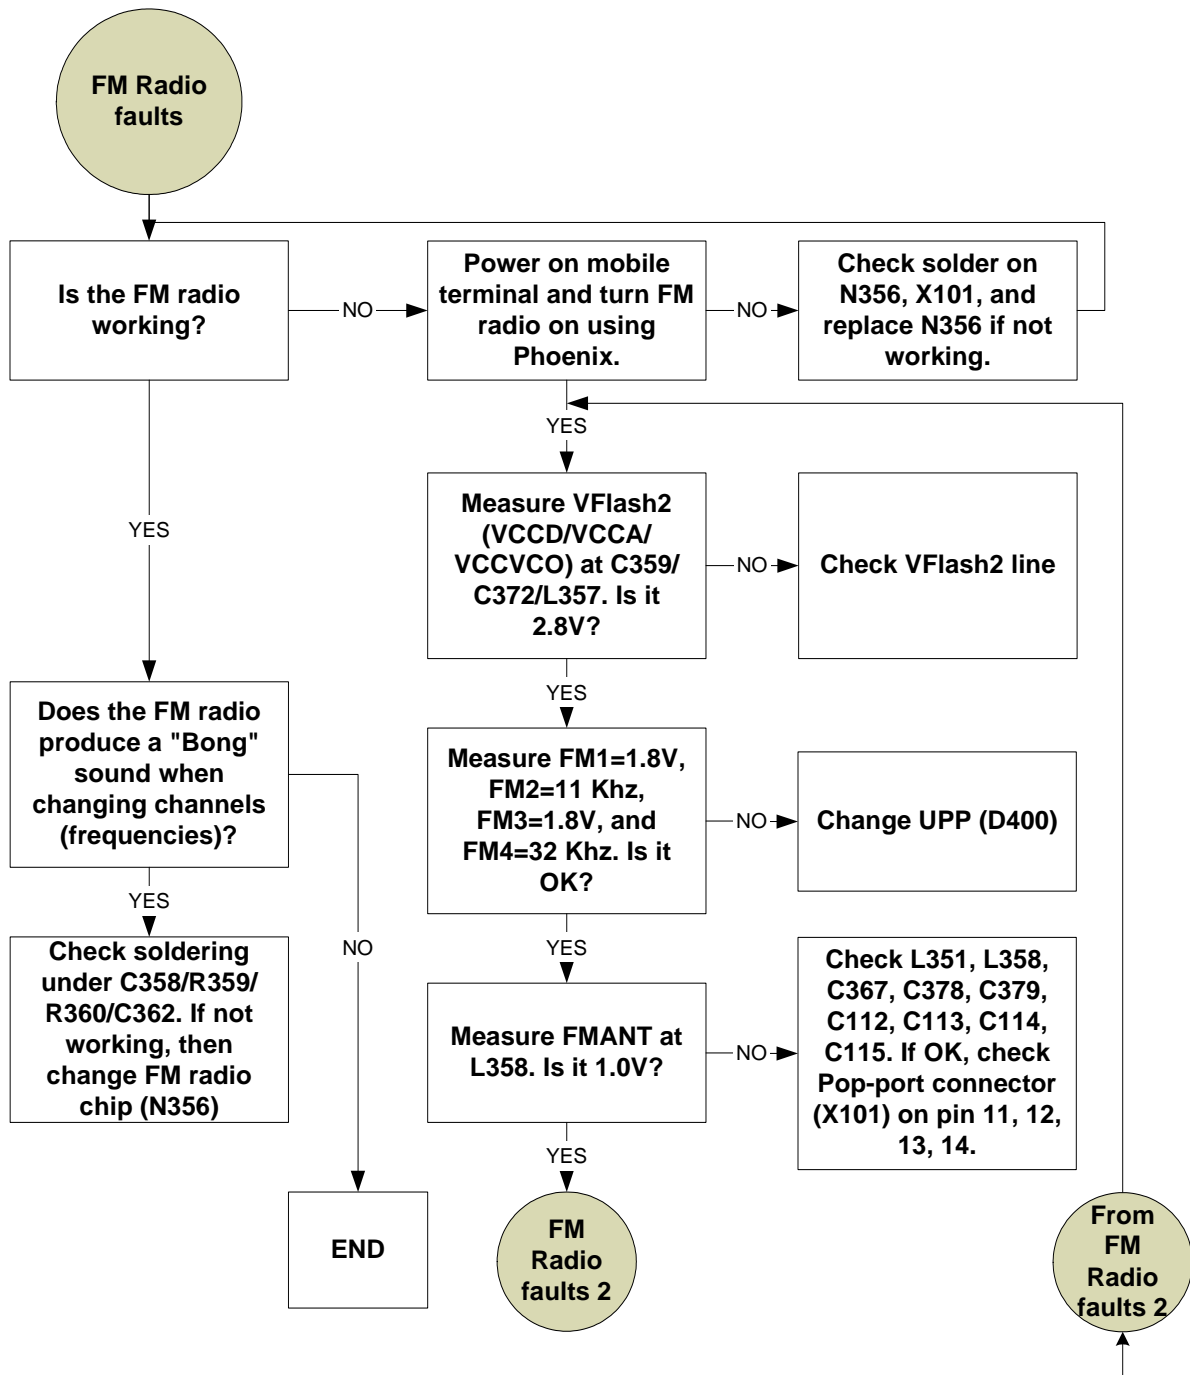 FM Radio
faults
Is the FM radio
working?
NO
Power on mobile
terminal and turn FM
radio on using
Phoenix.
NO
Check solder on
N356, X101, and
replace N356 if not
working.
YES
Measure VFlash2
(VCCD/VCCA/
VCCVCO) at C359/
C372/L357. Is it
2.8V?
NO
Check VFlash2 line
YES
YES
Does the FM radio
produce a "Bong"
sound when
changing channels
(frequencies)?
Measure FM1=1.8V,
FM2=11 Khz,
FM3=1.8V, and
FM4=32 Khz. Is it
OK?
NO
Change UPP (D400)
YES
NO
YES
Check soldering
under C358/R359/
R360/C362. If not
working, then
change FM radio
chip (N356)
Measure FMANT at
L358. Is it 1.0V?
NO
Check L351, L358,
C367, C378, C379,
C112, C113, C114,
C115. If OK, check
Pop-port connector
(X101) on pin 11, 12,
13, 14.
YES
END
FM
Radio
faults 2
From
FM
Radio
faults 2